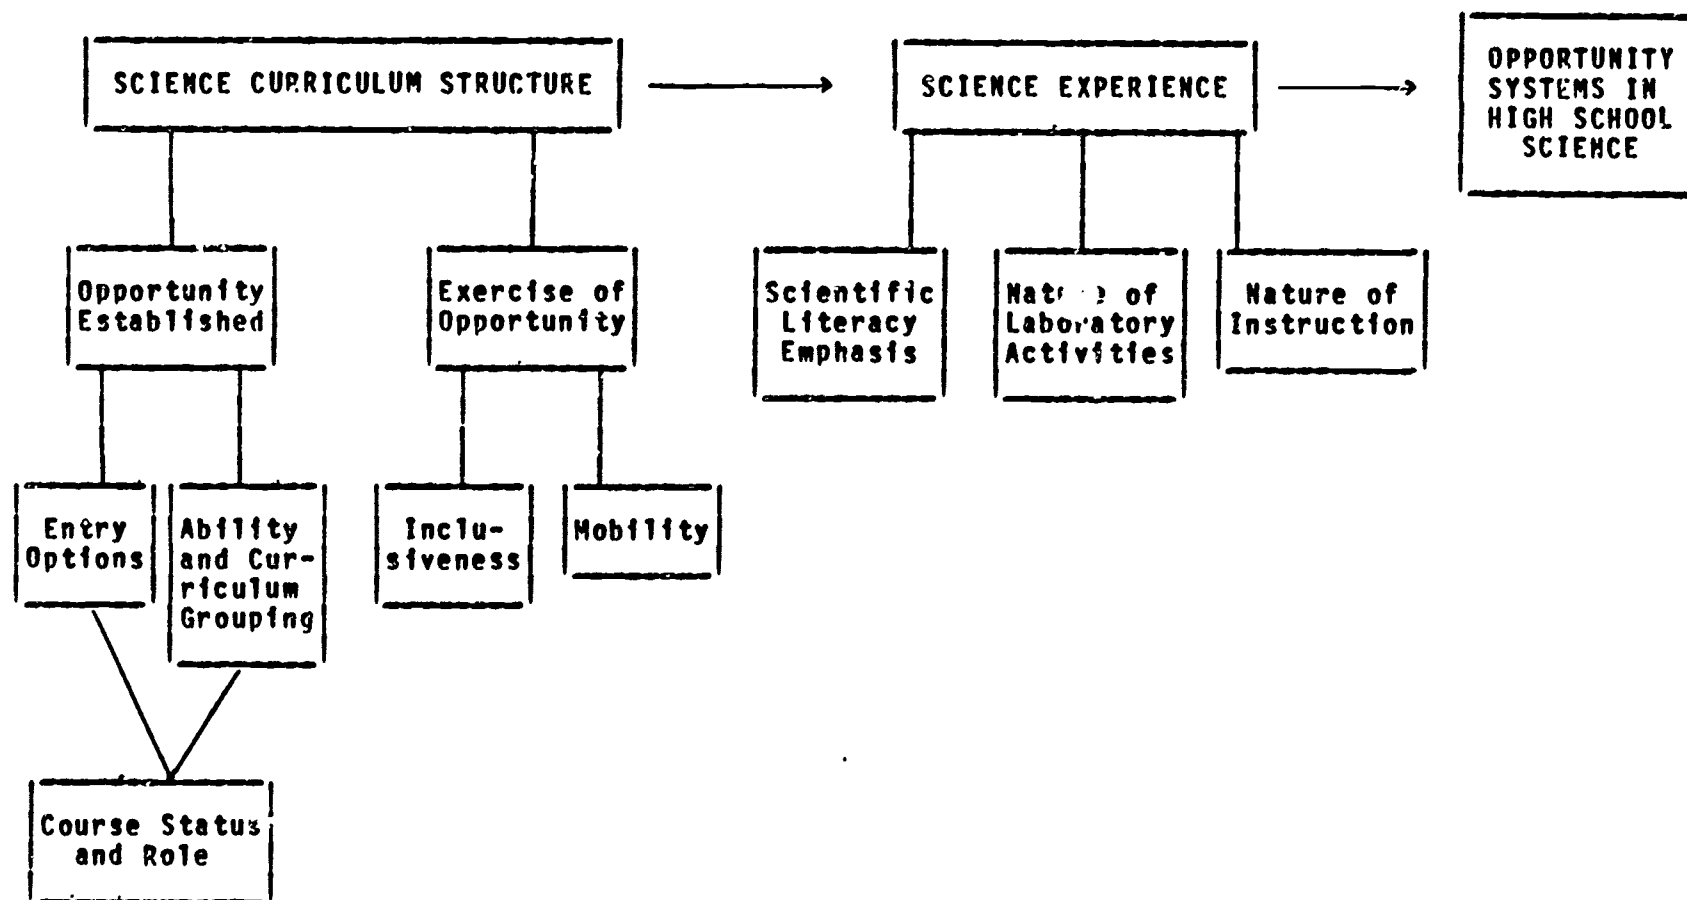 SCIENCE CURRICULUM STRUCTURE
SCIENCE EXPERIENCE
OPPORTUNITY
SYSTEMS IN
HIGH SCHOOL
SCIENCE
Opportunity
Established
Exercise of
Opportunity
Scientific
Literacy
Emphasis
of
Laboratory
Activities
Nature of
Instruction
Entry
Options
Ability
and Cur-
riculum
Grouping
Inclu-
siveness
Mobility
Course Status
and Role